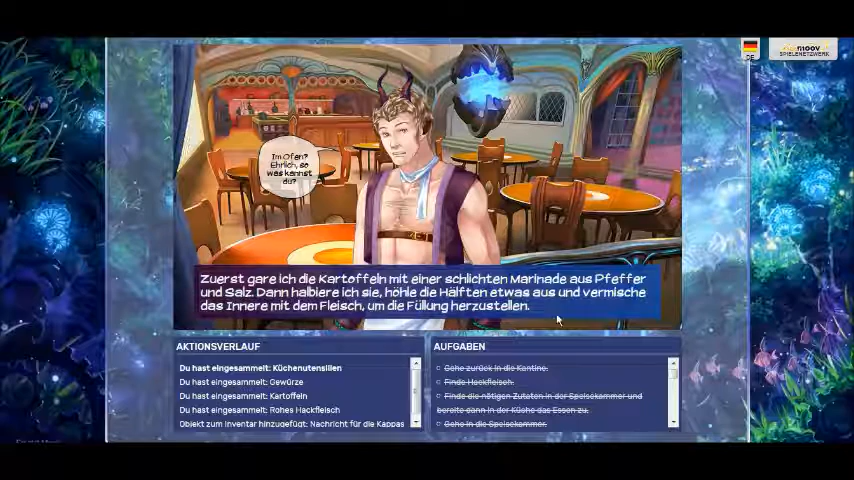 moov
SPIELENETZWERK
DE
Im Ofen?
Ehrlich, so
was kannst
du?
Zuerst gare ich die Kartoffeln mit einer schlichten Marinade aus Pfeffer
und Salz. Dann halbiere ich sie, höhle die Hälften etwas aus und vermische
das Innere mit dem Fleisch, um die Füllung herzustellen.
AKTIONSVERLAUF
Du hast eingesammelt: Küchenutensilien
Du hast eingesammelt: Gewürze
Du hast eingesammelt: Kartoffeln
Du hast eingesammelt: Rohes Hackfleisch
Objekt zum Inventar hinzugefügt: Nachricht für die Kappas
AUFGABEN
Gehe zurück in die Kantine.
Finde Hackfleisch.
Finde die nötigen Zutaten in der Speisekammer und
bereite dann in der Küche das Essen zu.
Gehe in die Speisekammer.